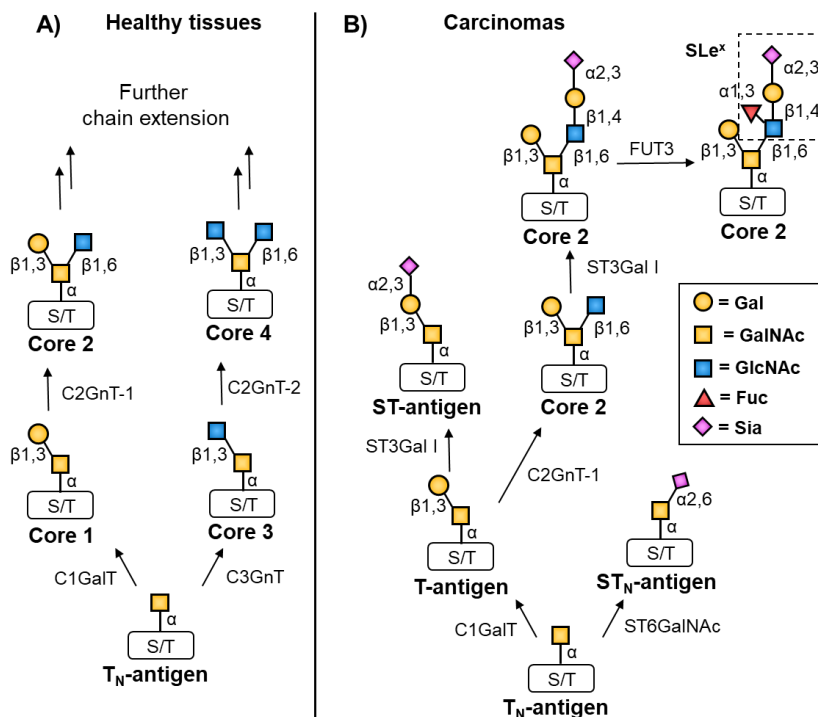 A) Healthy tissues
Further
chain extension
β1,3
β1,6
α
S/T
Core 2
β1,3
β1,6
α
S/T
Core 4
C2GnT-1
C2GnT-2
β1,3
α
S/T
Core 1
β1,3
α
S/T
Core 3
C1GalT
C3GnT
α
S/T
TN-antigen
B) Carcinomas
SLeˣ
α2,3
β1,4
β1,3
β1,6
α
S/T
Core 2
FUT3
α2,3
α1,3
β1,4
β1,3
β1,6
α
S/T
Core 2
ST3Gal I
α2,3
β1,3
α
S/T
ST-antigen
β1,3
β1,6
α
S/T
Core 2
= Gal
= GalNAc
= GlcNAc
= Fuc
= Sia
ST3Gal I
C2GnT-1
β1,3
α
S/T
T-antigen
α2,6
α
S/T
STN-antigen
C1GalT
ST6GalNAc
α
S/T
TN-antigen